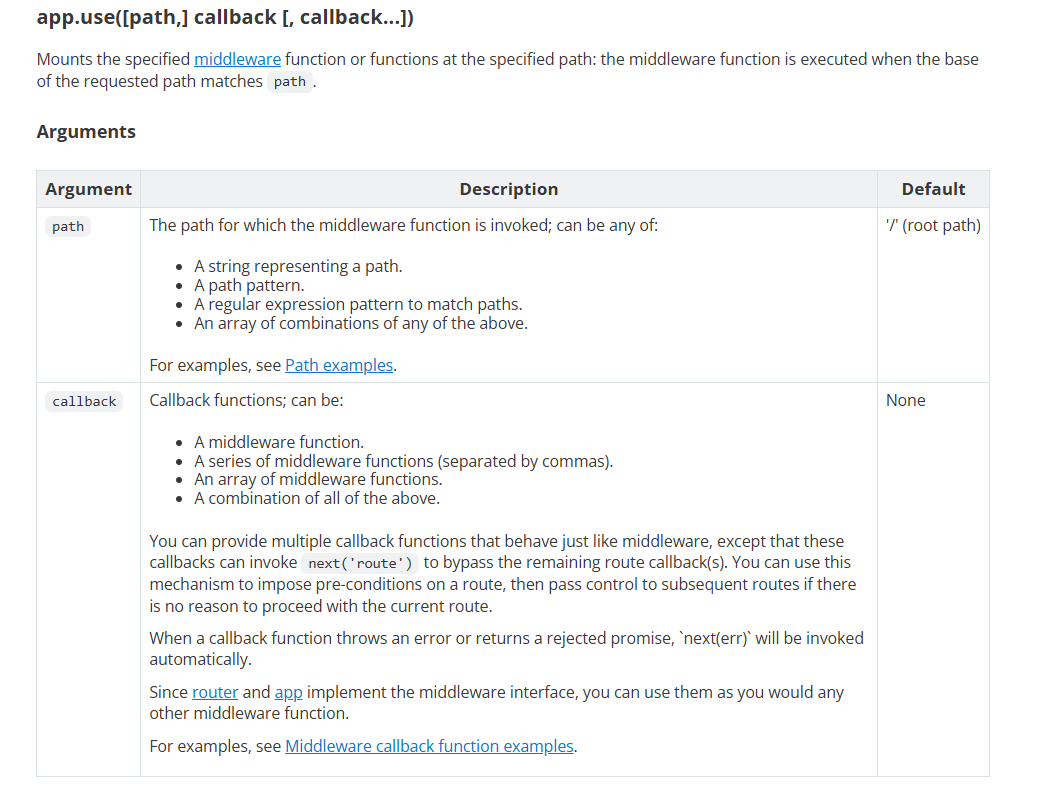 app.use([path,] callback [, callback...])
Mounts the specified middleware function or functions at the specified path: the middleware function is executed when the base
of the requested path matches path.
Arguments
Argument Description Default
path The path for which the middleware function is invoked; can be any of: '/' (root path)
• A string representing a path.
• A path pattern.
• A regular expression pattern to match paths.
• An array of combinations of any of the above.
For examples, see Path examples.
callback Callback functions; can be: None
• A middleware function.
• A series of middleware functions (separated by commas).
• An array of middleware functions.
• A combination of all of the above.
You can provide multiple callback functions that behave just like middleware, except that these
callbacks can invoke next('route') to bypass the remaining route callback(s). You can use this
mechanism to impose pre-conditions on a route, then pass control to subsequent routes if there
is no reason to proceed with the current route.
When a callback function throws an error or returns a rejected promise, `next(err)` will be invoked
automatically.
Since router and app implement the middleware interface, you can use them as you would any
other middleware function.
For examples, see Middleware callback function examples.